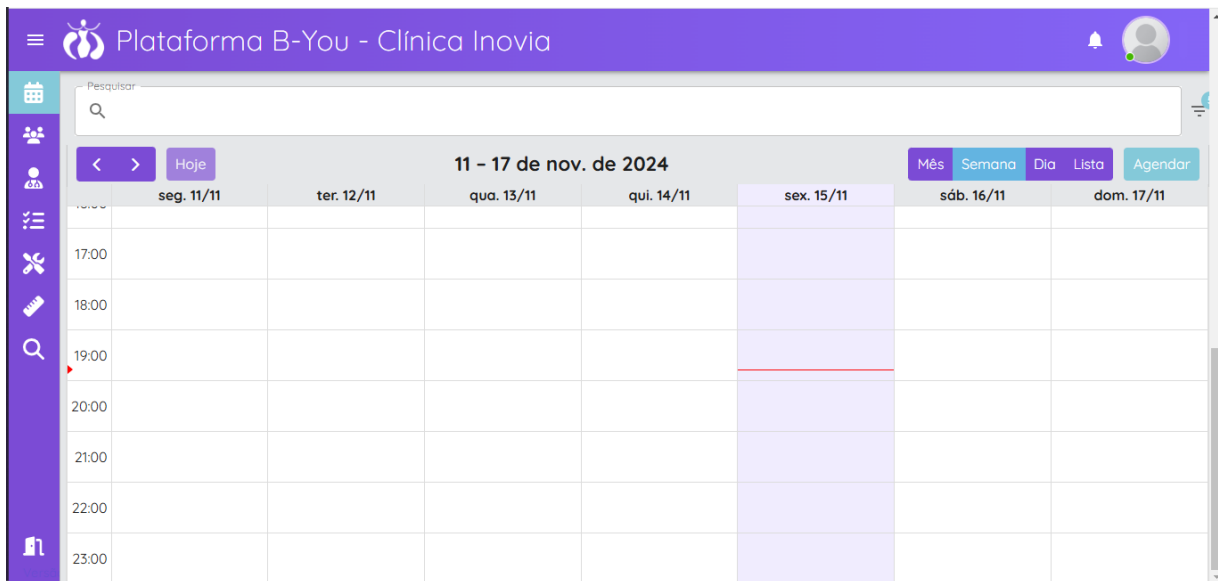 Plataforma B-You - Clínica Inovia
Pesquisar
Hoje
11 – 17 de nov. de 2024
Mês Semana Dia Lista Agendar
seg. 11/11 ter. 12/11 qua. 13/11 qui. 14/11 sex. 15/11 sáb. 16/11 dom. 17/11
17:00
18:00
19:00
20:00
21:00
22:00
23:00